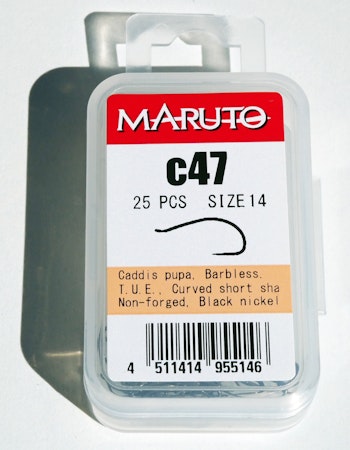 MARUTO
c47
25 PCS SIZE 14
Caddis pupa, Barbless.
T.U.E., Curved short sha
Non-forged, Black nickel
4 511414 955146